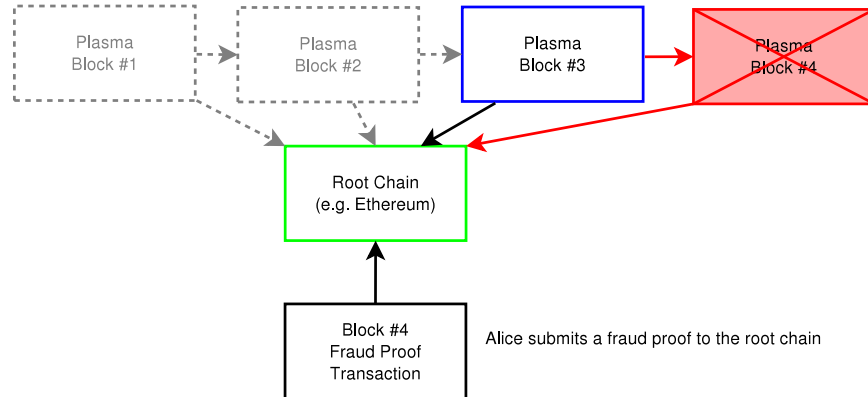 Plasma
Block #1
Plasma
Block #2
Plasma
Block #3
Plasma
Block #4
Root Chain
(e.g. Ethereum)
Block #4
Fraud Proof
Transaction
Alice submits a fraud proof to the root chain